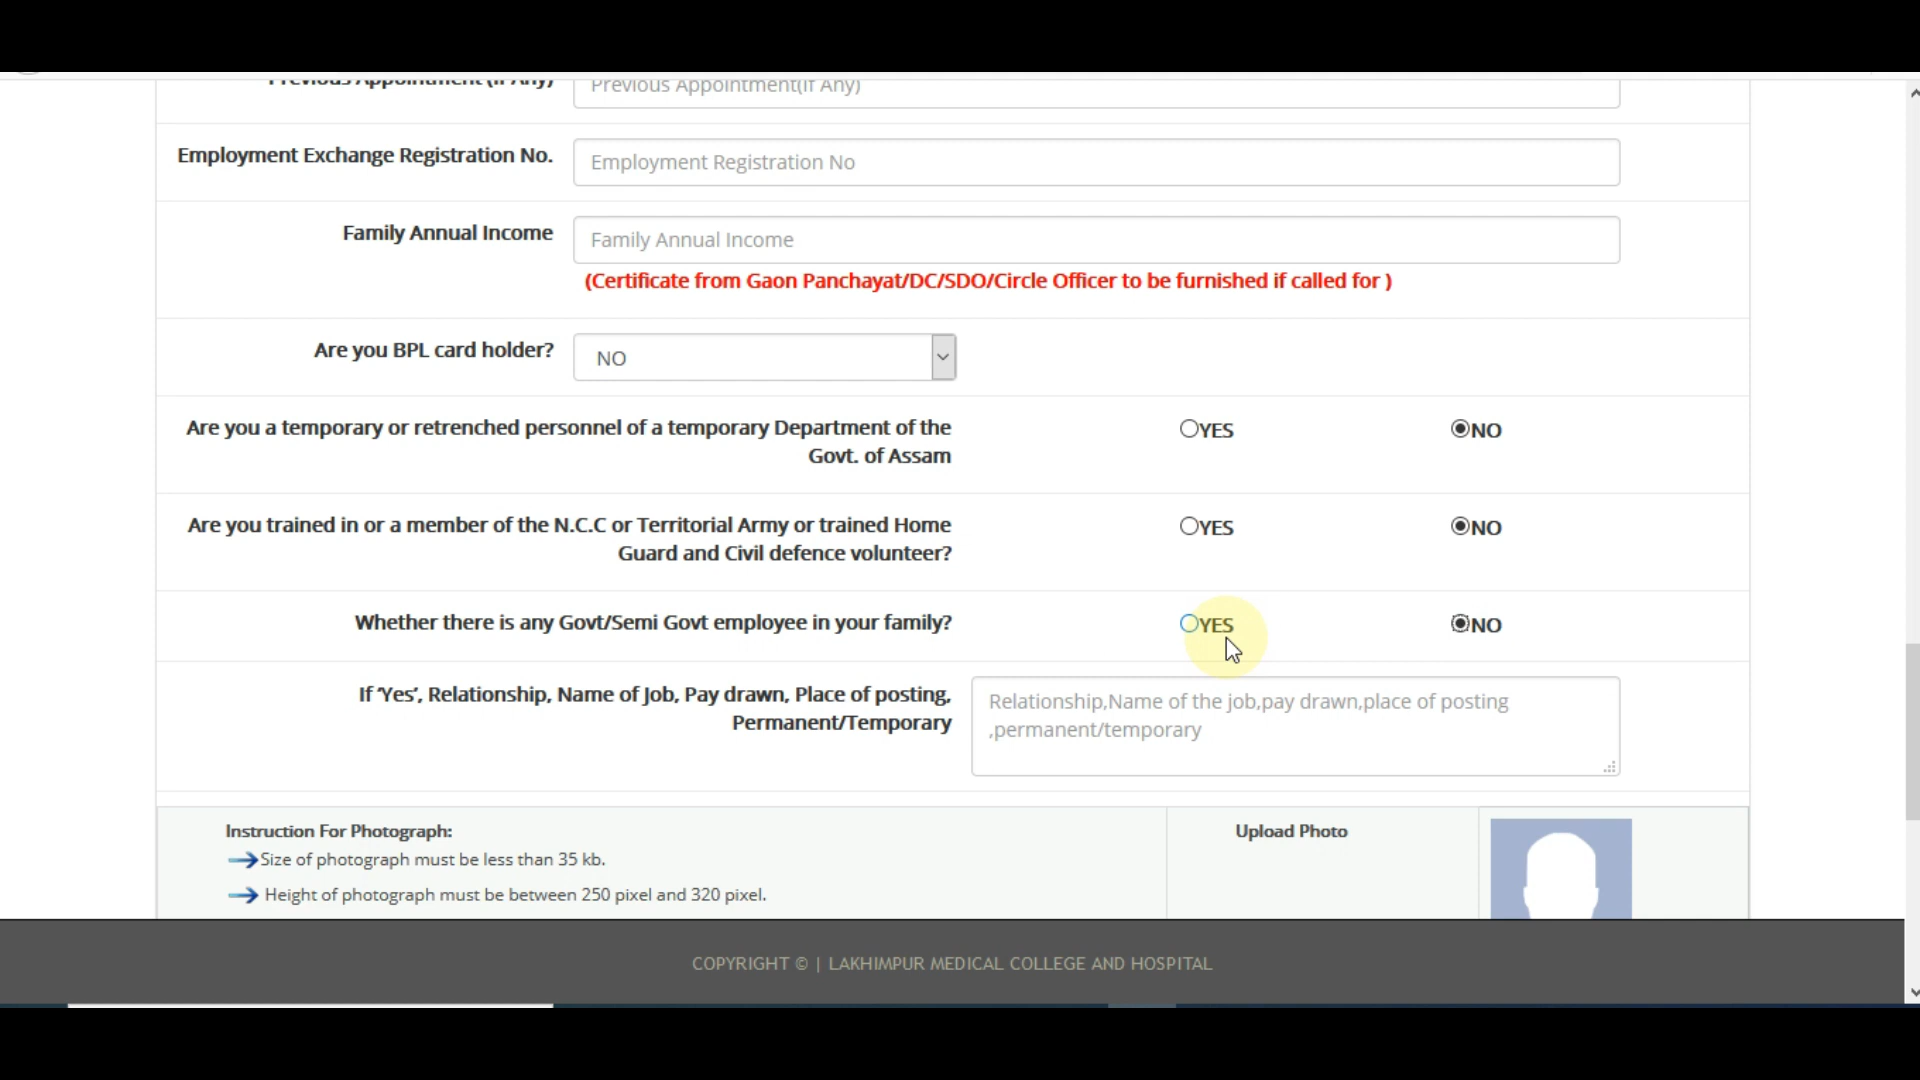 Previous Appointment (If Any)
Previous Appointment(If Any)
Employment Exchange Registration No.
Employment Registration No
Family Annual Income
Family Annual Income
(Certificate from Gaon Panchayat/DC/SDO/Circle Officer to be furnished if called for )
Are you BPL card holder?
NO
Are you a temporary or retrenched personnel of a temporary Department of the
Govt. of Assam
YES
NO
Are you trained in or a member of the N.C.C or Territorial Army or trained Home
Guard and Civil defence volunteer?
YES
NO
Whether there is any Govt/Semi Govt employee in your family?
YES
NO
If ‘Yes’, Relationship, Name of Job, Pay drawn, Place of posting,
Permanent/Temporary
Relationship,Name of the job,pay drawn,place of posting
,permanent/temporary
Instruction For Photograph:
Size of photograph must be less than 35 kb.
Height of photograph must be between 250 pixel and 320 pixel.
Upload Photo
COPYRIGHT © | LAKHIMPUR MEDICAL COLLEGE AND HOSPITAL